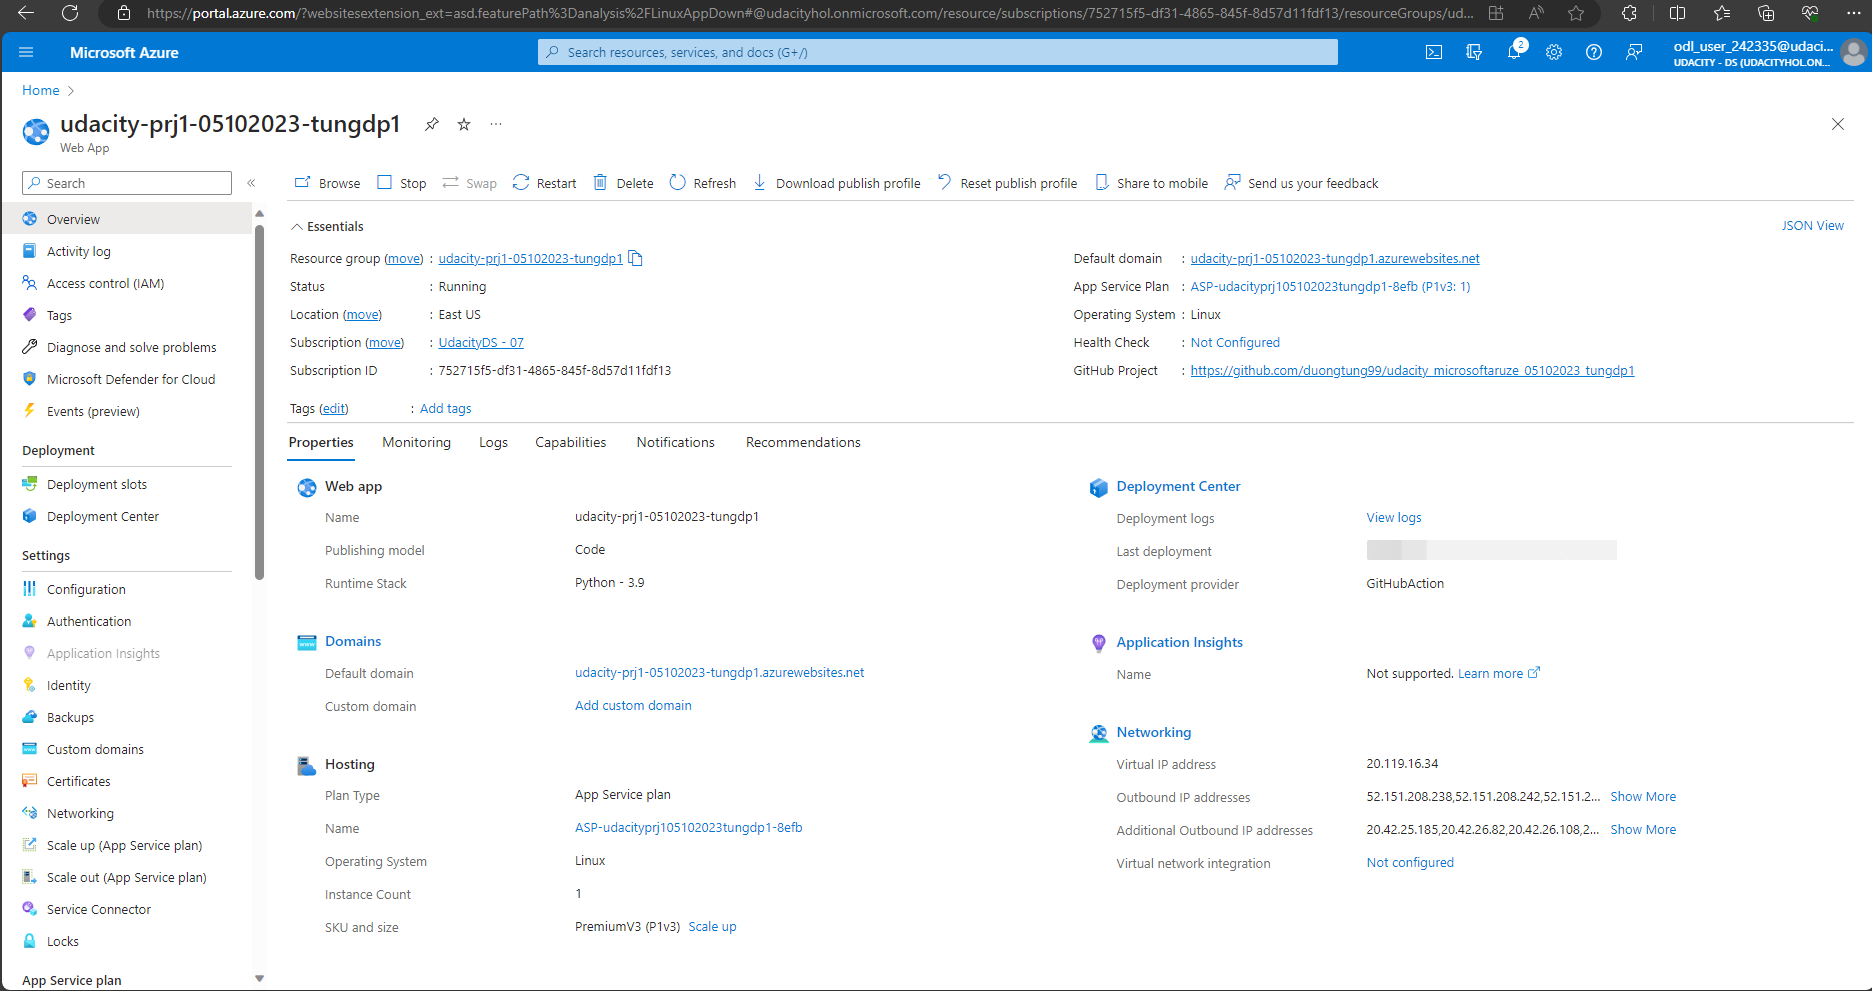 https://portal.azure.com/?websitesextension_ext=asd.featurePath%3Danalysis%2FLinuxAppDown#@udacityhol.onmicrosoft.com/resource/subscriptions/752715f5-df31-4865-845f-8d57d11fdf13/resourceGroups/ud...
Microsoft Azure
Search resources, services, and docs (G+/)
2
odl_user_242335@udaci...
UDACITY - DS (UDACITYHOL.ON...
Home
udacity-prj1-05102023-tungdp1
Web App
Search
Browse Stop Swap Restart Delete Refresh Download publish profile Reset publish profile Share to mobile Send us your feedback
Overview
Activity log
Access control (IAM)
Tags
Diagnose and solve problems
Microsoft Defender for Cloud
Events (preview)
Deployment
Deployment slots
Deployment Center
Settings
Configuration
Authentication
Application Insights
Identity
Backups
Custom domains
Certificates
Networking
Scale up (App Service plan)
Scale out (App Service plan)
Service Connector
Locks
App Service plan
Essentials
JSON View
Resource group (move) : udacity-prj1-05102023-tungdp1
Status : Running
Location (move) : East US
Subscription (move) : UdacityDS - 07
Subscription ID : 752715f5-df31-4865-845f-8d57d11fdf13
Default domain : udacity-prj1-05102023-tungdp1.azurewebsites.net
App Service Plan : ASP-udacityprj105102023tungdp1-8efb (P1v3: 1)
Operating System : Linux
Health Check : Not Configured
GitHub Project : https://github.com/duongtung99/udacity_microsoftaruze_05102023_tungdp1
Tags (edit) : Add tags
Properties Monitoring Logs Capabilities Notifications Recommendations
Web app
Name udacity-prj1-05102023-tungdp1
Publishing model Code
Runtime Stack Python - 3.9
Domains
Default domain udacity-prj1-05102023-tungdp1.azurewebsites.net
Custom domain Add custom domain
Hosting
Plan Type App Service plan
Name ASP-udacityprj105102023tungdp1-8efb
Operating System Linux
Instance Count 1
SKU and size PremiumV3 (P1v3) Scale up
Deployment Center
Deployment logs View logs
Last deployment
Deployment provider GitHubAction
Application Insights
Name Not supported. Learn more
Networking
Virtual IP address 20.119.16.34
Outbound IP addresses 52.151.208.238,52.151.208.242,52.151.2... Show More
Additional Outbound IP addresses 20.42.25.185,20.42.26.82,20.42.26.108,2... Show More
Virtual network integration Not configured